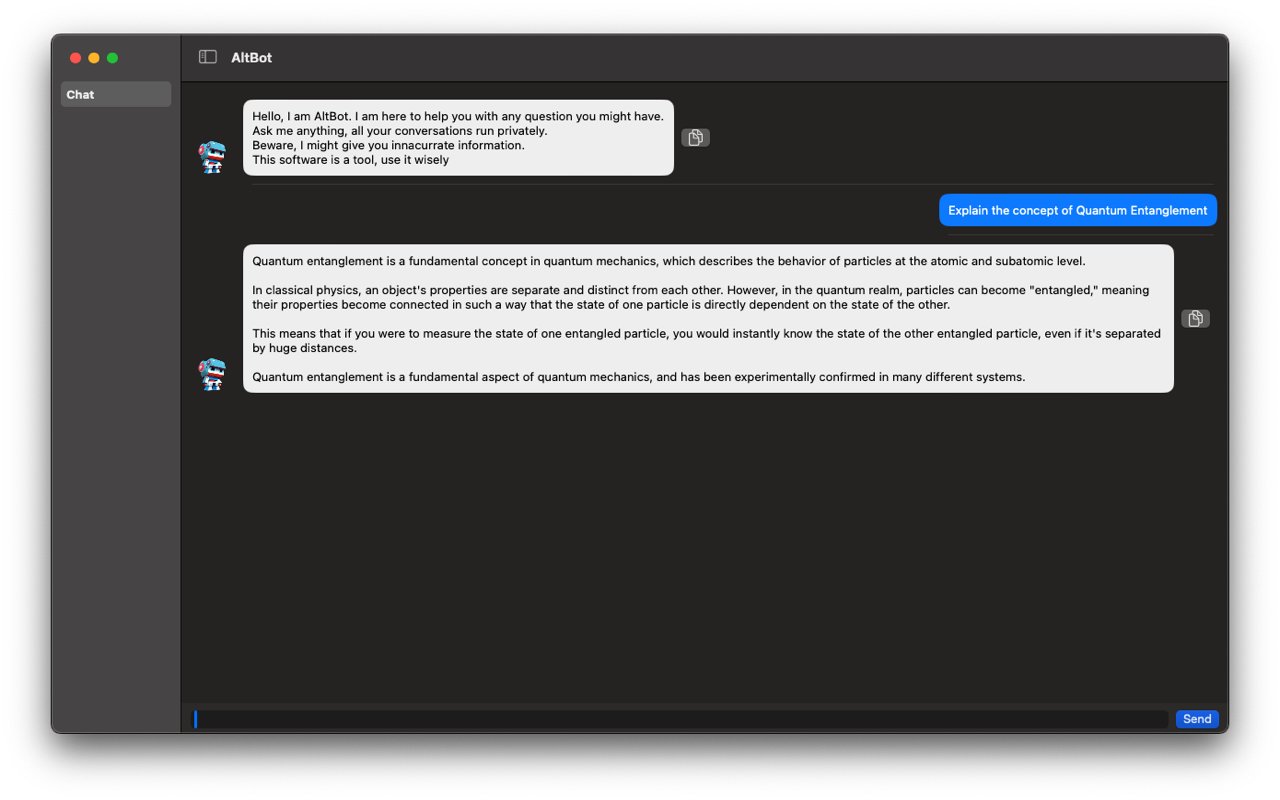 AltBot
Chat
Hello, I am AltBot. I am here to help you with any question you might have.
Ask me anything, all your conversations run privately.
Beware, I might give you innacurrate information.
This software is a tool, use it wisely
Explain the concept of Quantum Entanglement
Quantum entanglement is a fundamental concept in quantum mechanics, which describes the behavior of particles at the atomic and subatomic level.
In classical physics, an object's properties are separate and distinct from each other. However, in the quantum realm, particles can become "entangled," meaning
their properties become connected in such a way that the state of one particle is directly dependent on the state of the other.
This means that if you were to measure the state of one entangled particle, you would instantly know the state of the other entangled particle, even if it's separated
by huge distances.
Quantum entanglement is a fundamental aspect of quantum mechanics, and has been experimentally confirmed in many different systems.
Send